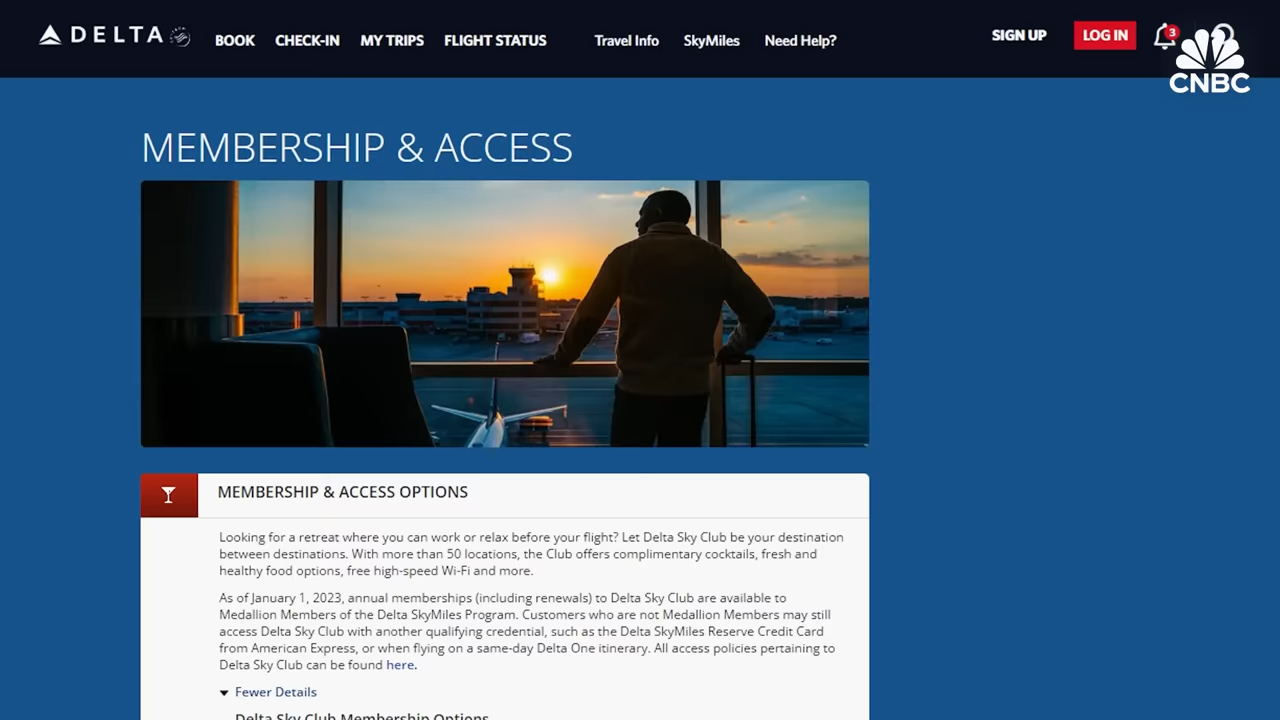 DELTA
BOOK CHECK-IN MY TRIPS FLIGHT STATUS Travel Info SkyMiles Need Help? SIGN UP LOG IN 3
CNBC
MEMBERSHIP & ACCESS
MEMBERSHIP & ACCESS OPTIONS
Looking for a retreat where you can work or relax before your flight? Let Delta Sky Club be your destination
between destinations. With more than 50 locations, the Club offers complimentary cocktails, fresh and
healthy food options, free high-speed Wi-Fi and more.
As of January 1, 2023, annual memberships (including renewals) to Delta Sky Club are available to
Medallion Members of the Delta SkyMiles Program. Customers who are not Medallion Members may still
access Delta Sky Club with another qualifying credential, such as the Delta SkyMiles Reserve Credit Card
from American Express, or when flying on a same-day Delta One itinerary. All access policies pertaining to
Delta Sky Club can be found here.
Fewer Details
Delta Sky Club Membership Options